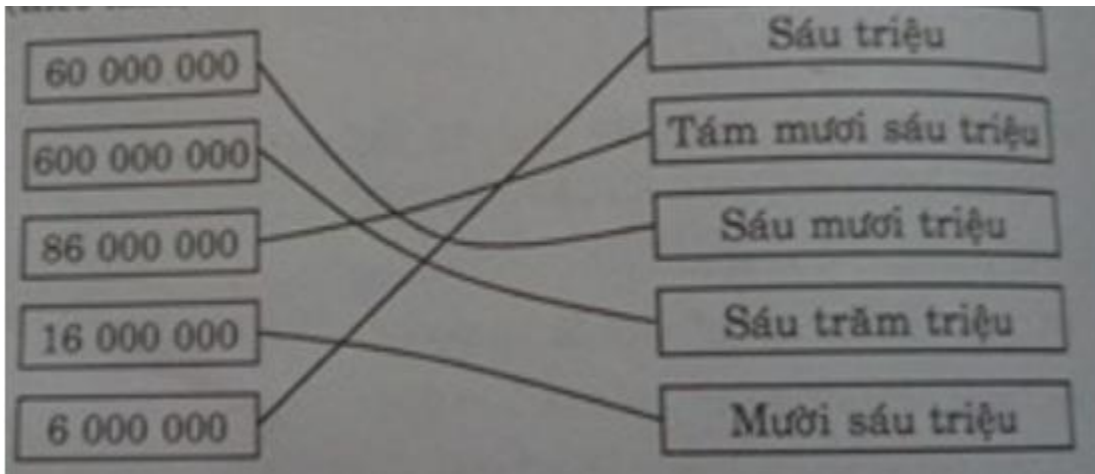 60 000 000
600 000 000
86 000 000
16 000 000
6 000 000
Sáu triệu
Tám mươi sáu triệu
Sáu mươi triệu
Sáu trăm triệu
Mười sáu triệu